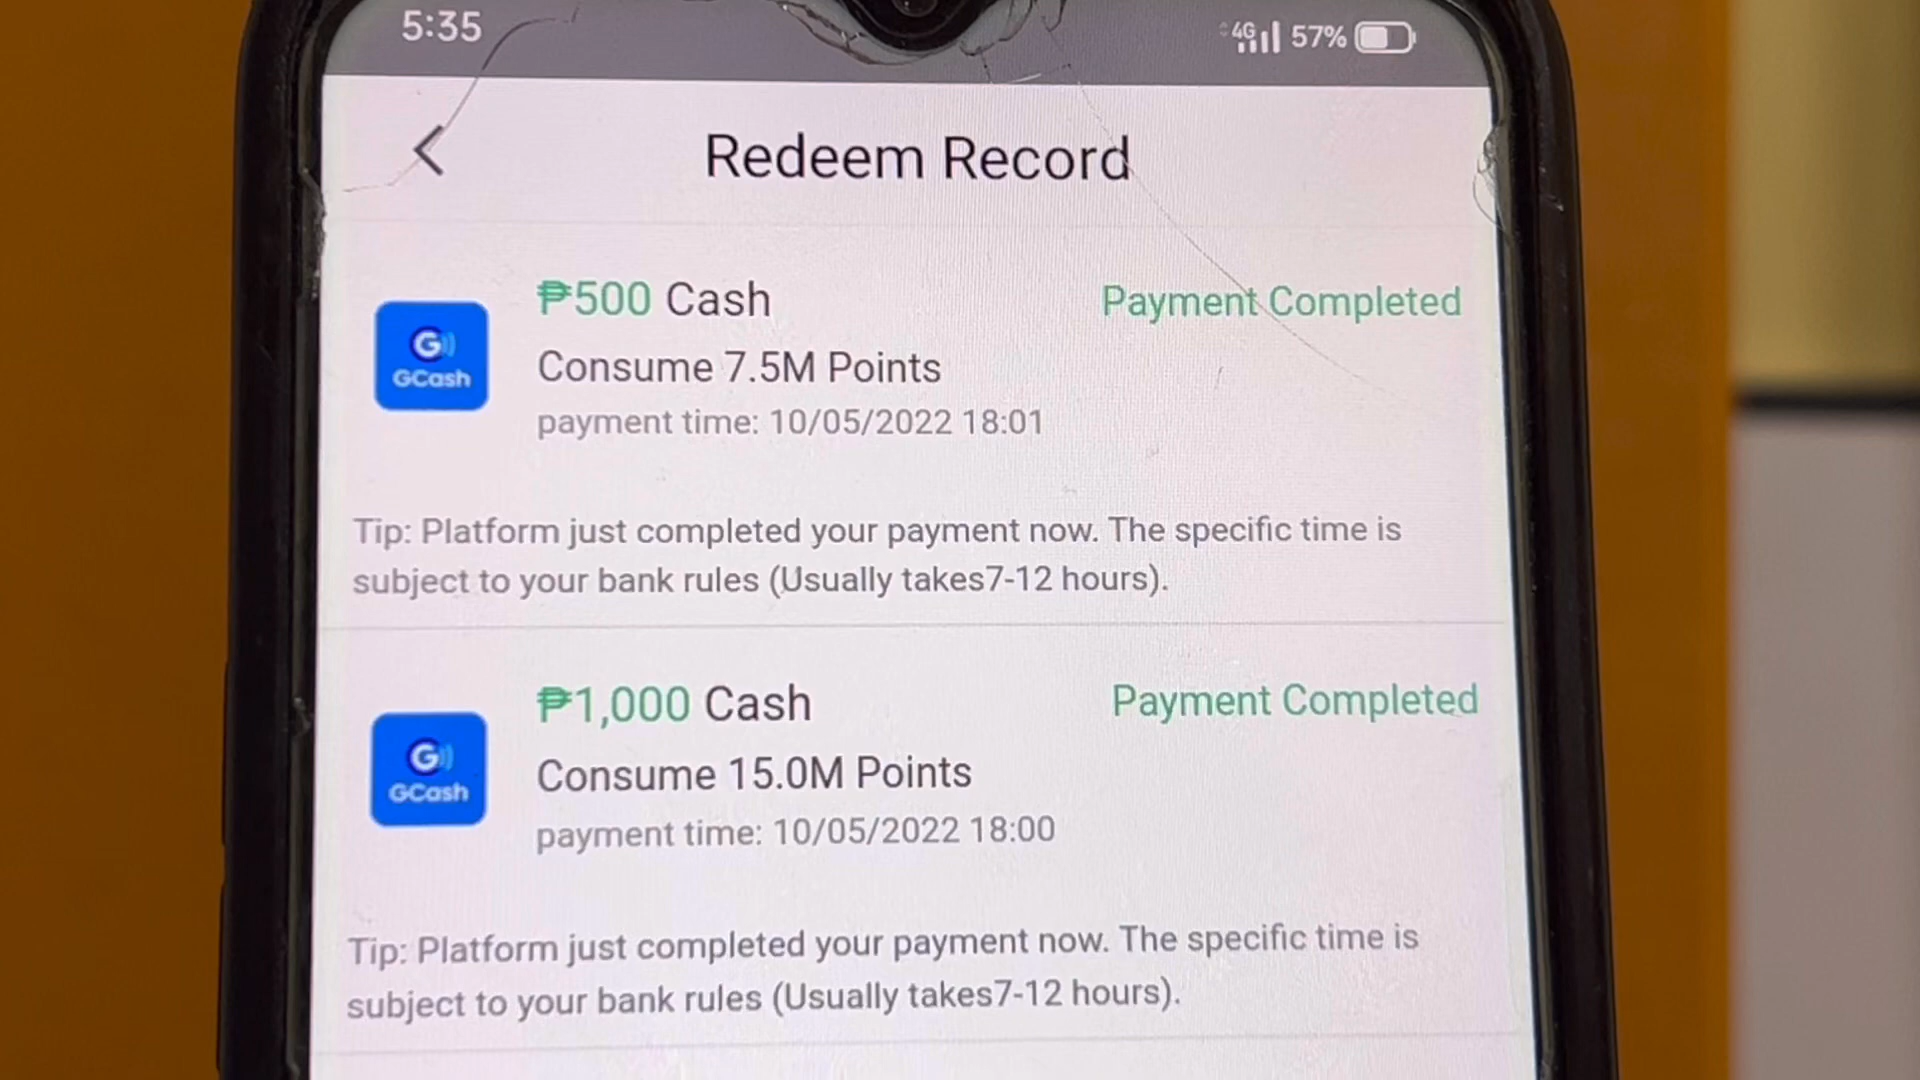 5:35
4G 57%
Redeem Record
₱500 Cash
Payment Completed
G
GCash
Consume 7.5M Points
payment time: 10/05/2022 18:01
Tip: Platform just completed your payment now. The specific time is
subject to your bank rules (Usually takes7-12 hours).
₱1,000 Cash
Payment Completed
G
GCash
Consume 15.0M Points
payment time: 10/05/2022 18:00
Tip: Platform just completed your payment now. The specific time is
subject to your bank rules (Usually takes7-12 hours).